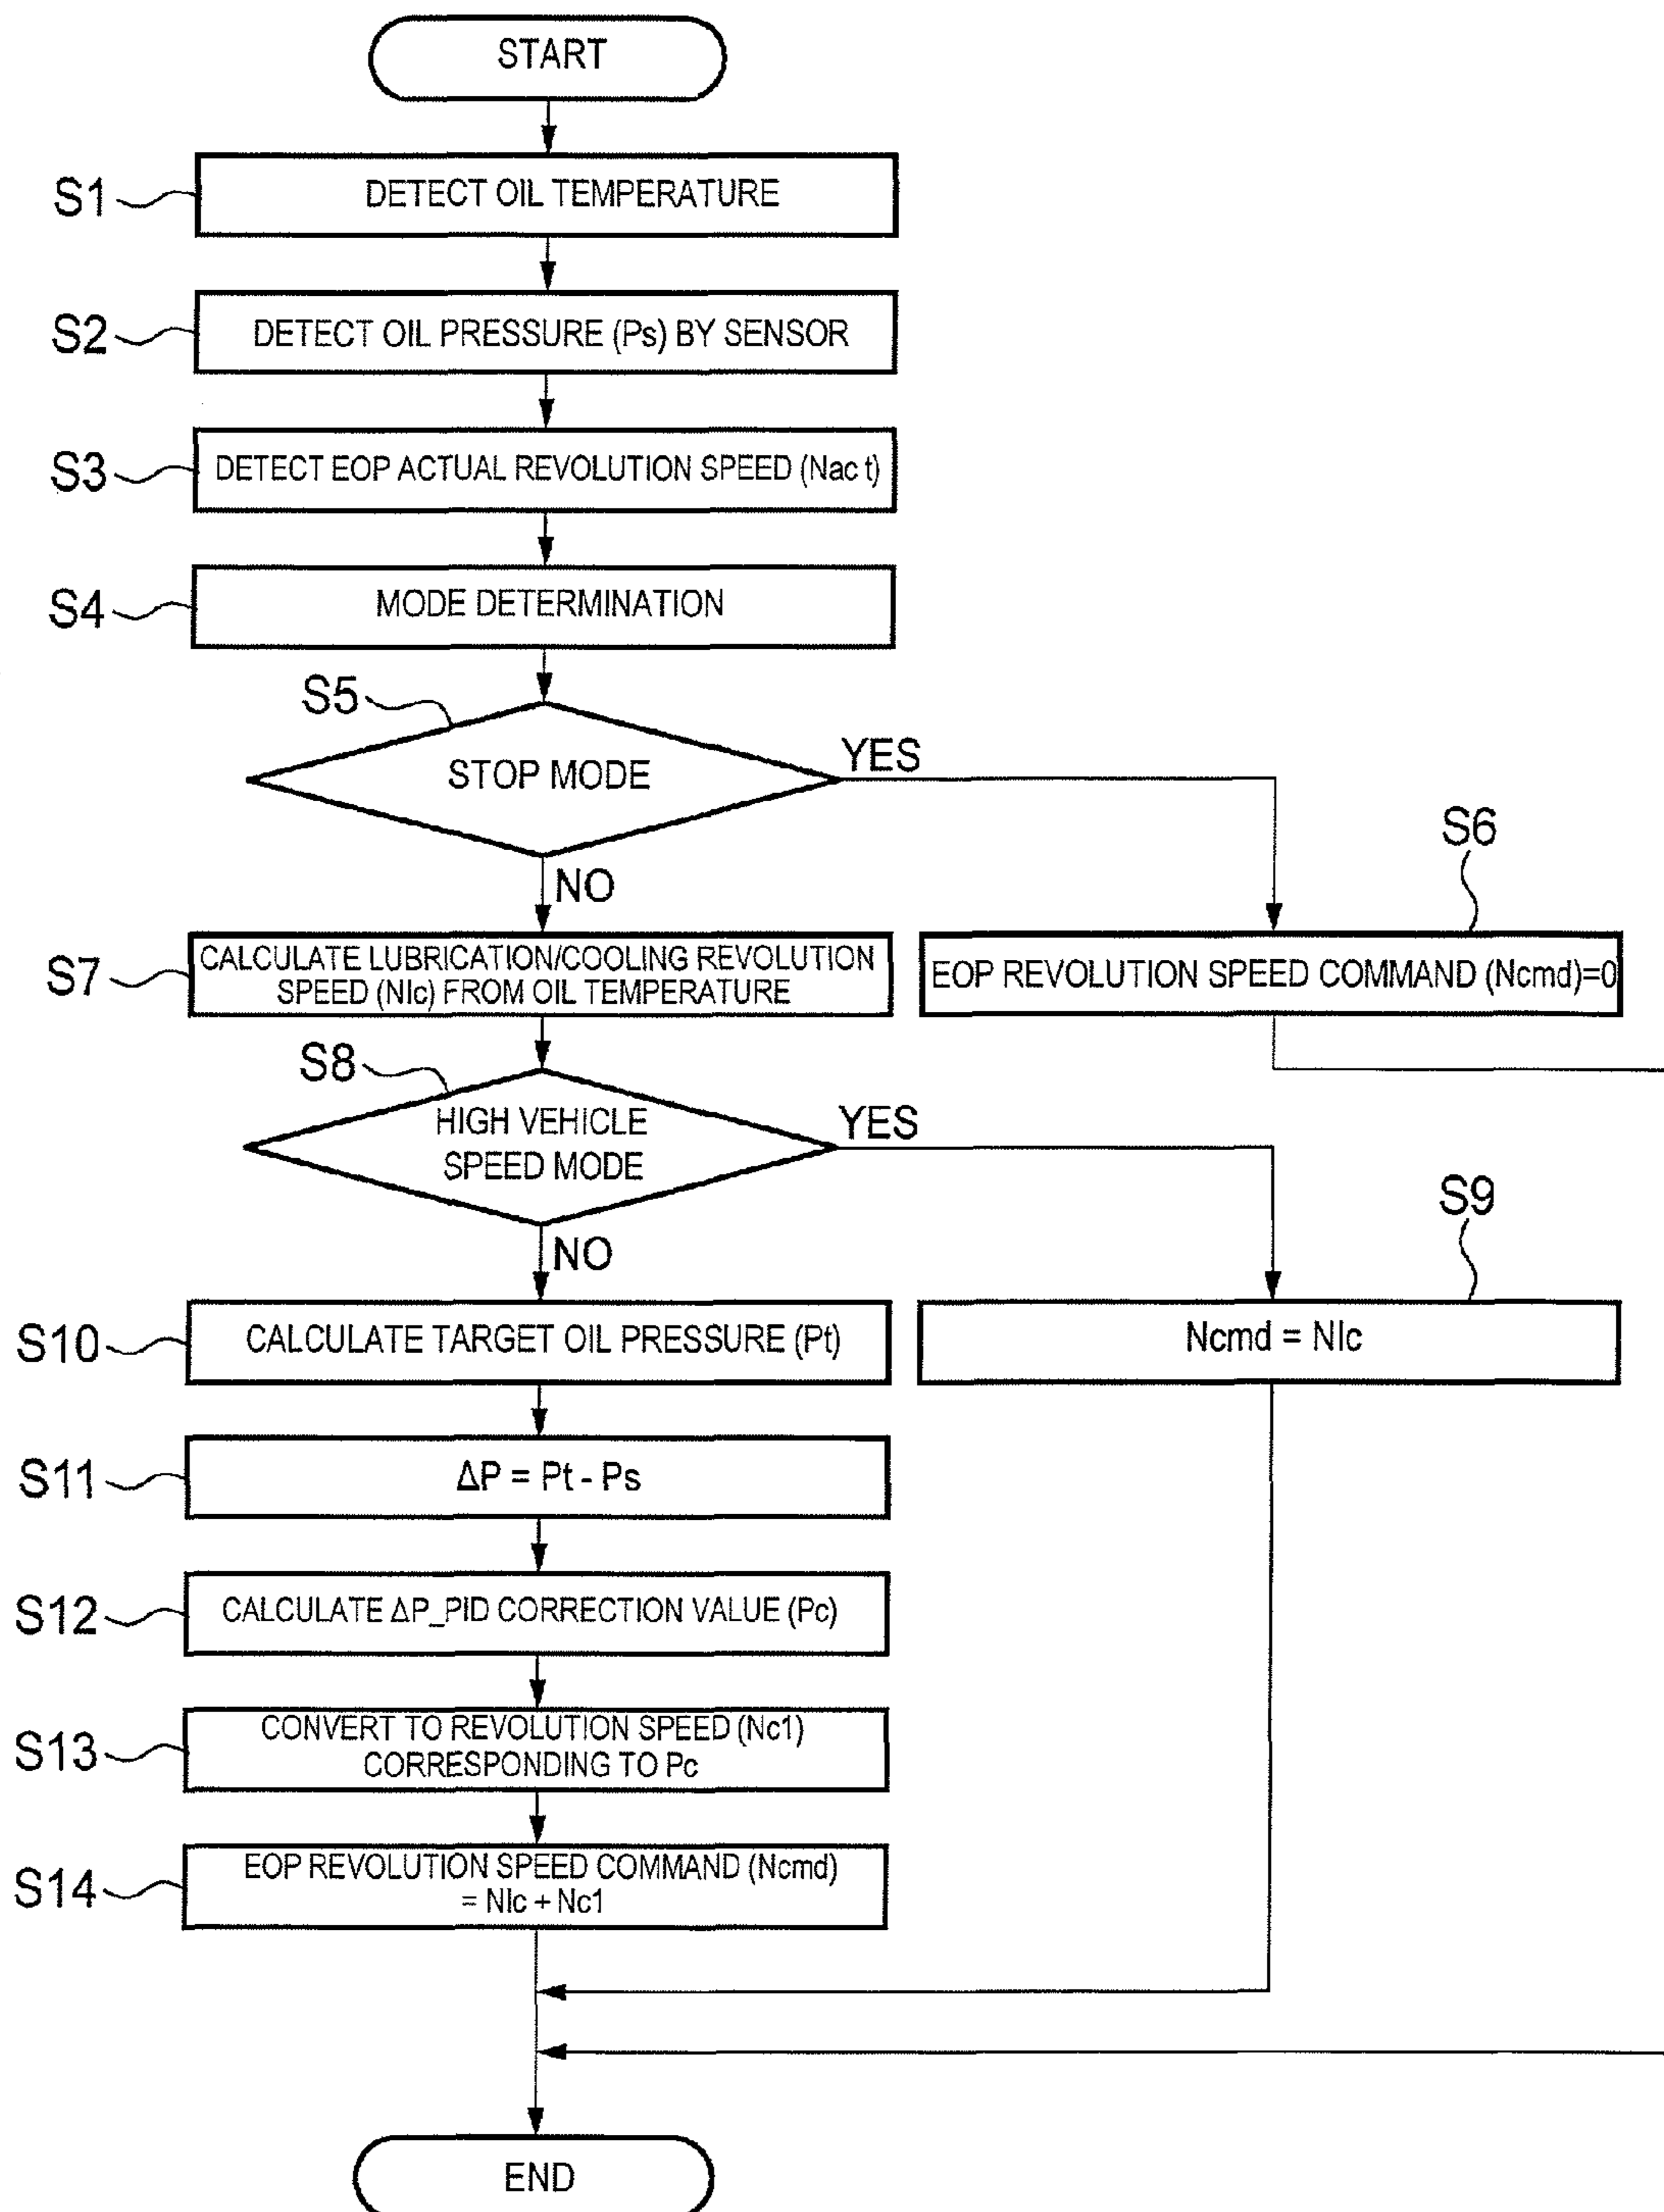 START
S1
DETECT OIL TEMPERATURE
S2
DETECT OIL PRESSURE (Ps) BY SENSOR
S3
DETECT EOP ACTUAL REVOLUTION SPEED (Nac t)
S4
MODE DETERMINATION
S5
STOP MODE
YES
NO
S6
EOP REVOLUTION SPEED COMMAND (Ncmd)=0
S7
CALCULATE LUBRICATION/COOLING REVOLUTION
SPEED (Nlc) FROM OIL TEMPERATURE
S8
HIGH VEHICLE
SPEED MODE
YES
NO
S9
Ncmd = Nlc
S10
CALCULATE TARGET OIL PRESSURE (Pt)
S11
ΔP = Pt - Ps
S12
CALCULATE ΔP_PID CORRECTION VALUE (Pc)
S13
CONVERT TO REVOLUTION SPEED (Nc1)
CORRESPONDING TO Pc
S14
EOP REVOLUTION SPEED COMMAND (Ncmd)
= Nlc + Nc1
END